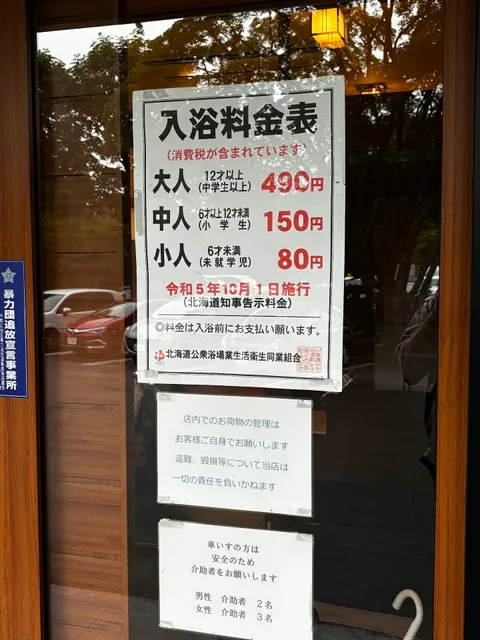 入浴料金表
(消費税が含まれています)
大人 12才以上 (中学生以上) 490円
中人 6才以上12才未満 (小学生) 150円
小人 6才未満 (未就学児) 80円
令和5年10月1日施行
(北海道知事告示料金)
◎料金は入浴前にお支払い願います。
北海道公衆浴場業生活衛生同業組合
暴力団追放宣言事業所
店内でのお荷物の管理は
お客様ご自身でお願いします
盗難、毀損等について当店は
一切の責任を負いかねます
車いすの方は
安全のため
介助者をお願いします
男性 介助者 2名
女性 介助者 3名